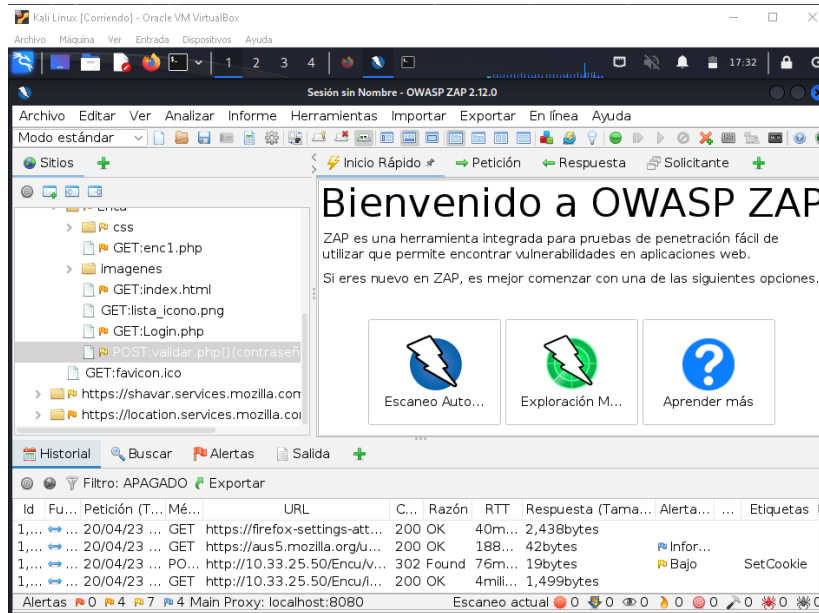 Kali Linux [Corriendo] - Oracle VM VirtualBox
Archivo Máquina Ver Entrada Dispositivos Ayuda
1 2 3 4 17:32
Sesión sin Nombre - OWASP ZAP 2.12.0
Archivo Editar Ver Analizar Informe Herramientas Importar Exportar En línea Ayuda
Modo estándar
Sitios
Inicio Rápido Petición Respuesta Solicitante
css
GET:enc1.php
imagenes
GET:index.html
GET:lista_icono.png
GET:Login.php
POST:validar.php()(contraseñ
GET:favicon.ico
https://shavar.services.mozilla.com
https://location.services.mozilla.co
Bienvenido a OWASP ZAP
ZAP es una herramienta integrada para pruebas de penetración fácil de
utilizar que permite encontrar vulnerabilidades en aplicaciones web.
Si eres nuevo en ZAP, es mejor comenzar con una de las siguientes opciones.
Escaneo Auto... Exploración M... Aprender más
Historial Buscar Alertas Salida
Filtro: APAGADO Exportar
Id Fu... Petición (T... Mé... URL C... Razón RTT Respuesta (Tama... Alerta... ... Etiquetas
1,... ... 20/04/23 ... GET https://firefox-settings-att... 200 OK 40m... 2,438bytes
1,... ... 20/04/23 ... GET https://aus5.mozilla.org/u... 200 OK 188... 42bytes Infor...
1,... ... 20/04/23 ... PO... http://10.33.25.50/Encu/v... 302 Found 76m... 19bytes Bajo SetCookie
1,... ... 20/04/23 ... GET http://10.33.25.50/Encu/i... 200 OK 4mili... 1,499bytes
Alertas 0 4 7 4 Main Proxy: localhost:8080 Escaneo actual 0 0 0 0 0 0 0